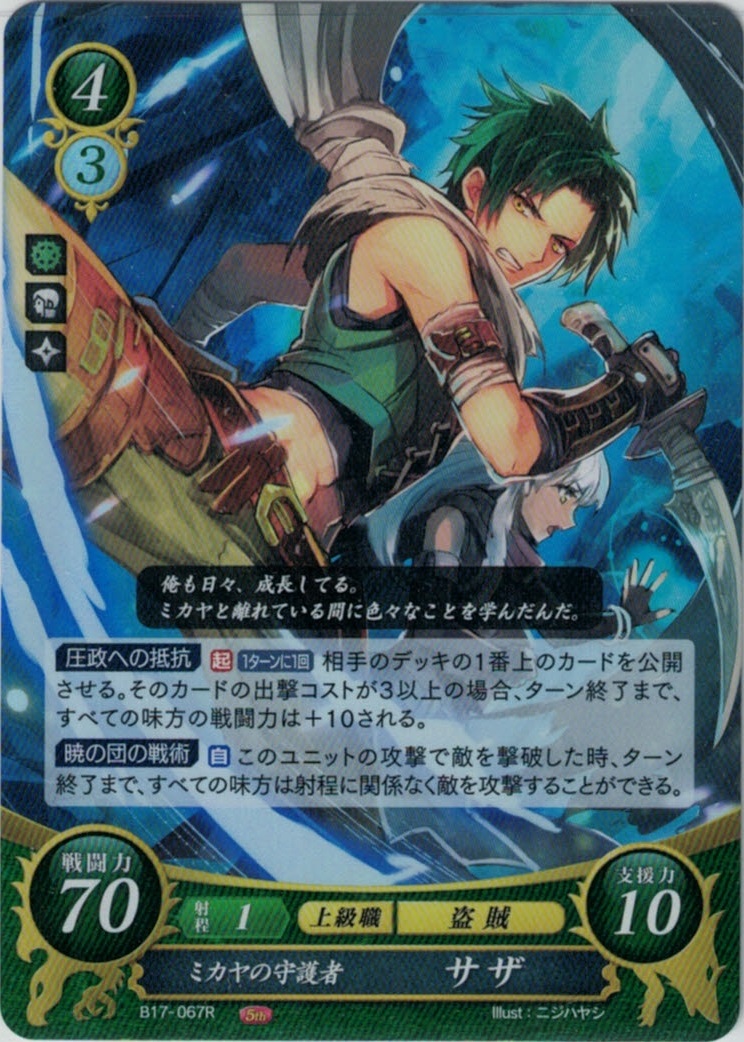 4
3
俺も日々、成長してる。
ミカヤと離れている間に色々なことを学んだんだ。
圧政への抵抗 起 1ターンに1回 相手のデッキの1番上のカードを公開
させる。そのカードの出撃コストが3以上の場合、ターン終了まで、
すべての味方の戦闘力は+10される。
暁の団の戦術 自 このユニットの攻撃で敵を撃破した時、ターン
終了まで、すべての味方は射程に関係なく敵を攻撃することができる。
戦闘力
70
射程 1 上級職 盗賊
支援力
10
ミカヤの守護者 サザ
B17-067R 5th Illust:ニジハヤシ